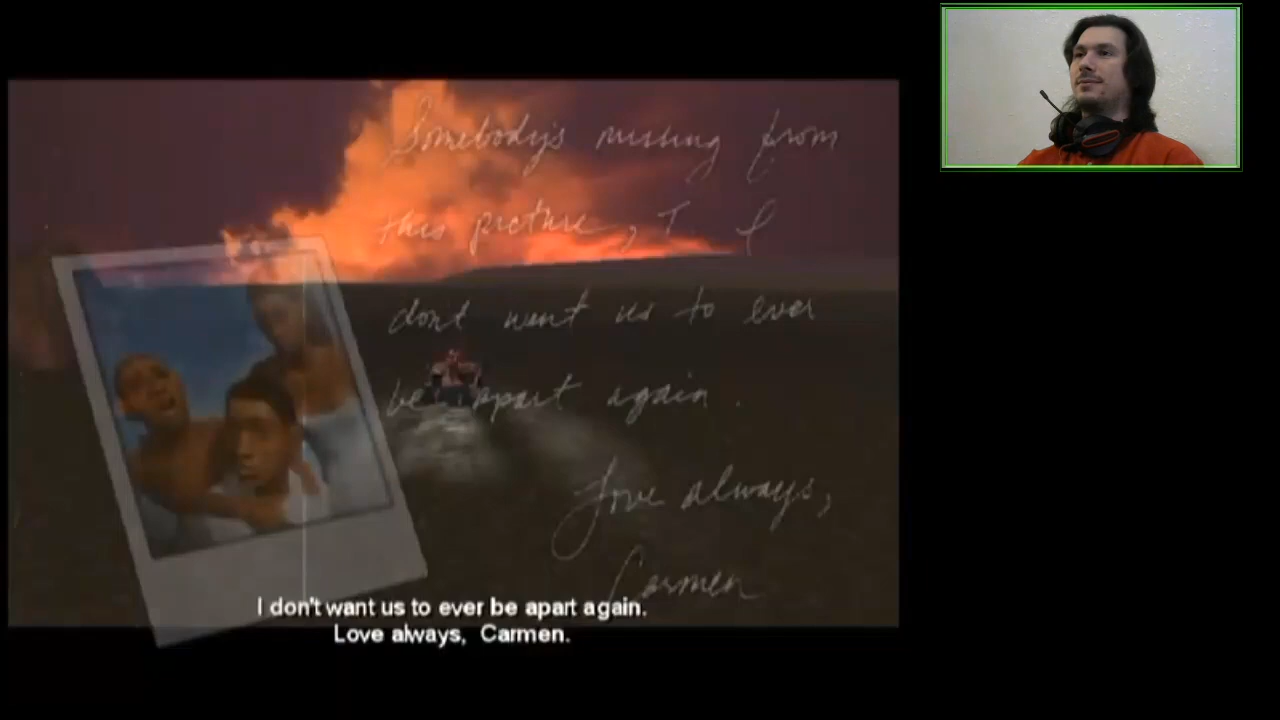 Somebody's missing from
this picture, T. I
don't want us to ever
be apart again.
Love always,
Carmen
I don't want us to ever be apart again.
Love always, Carmen.